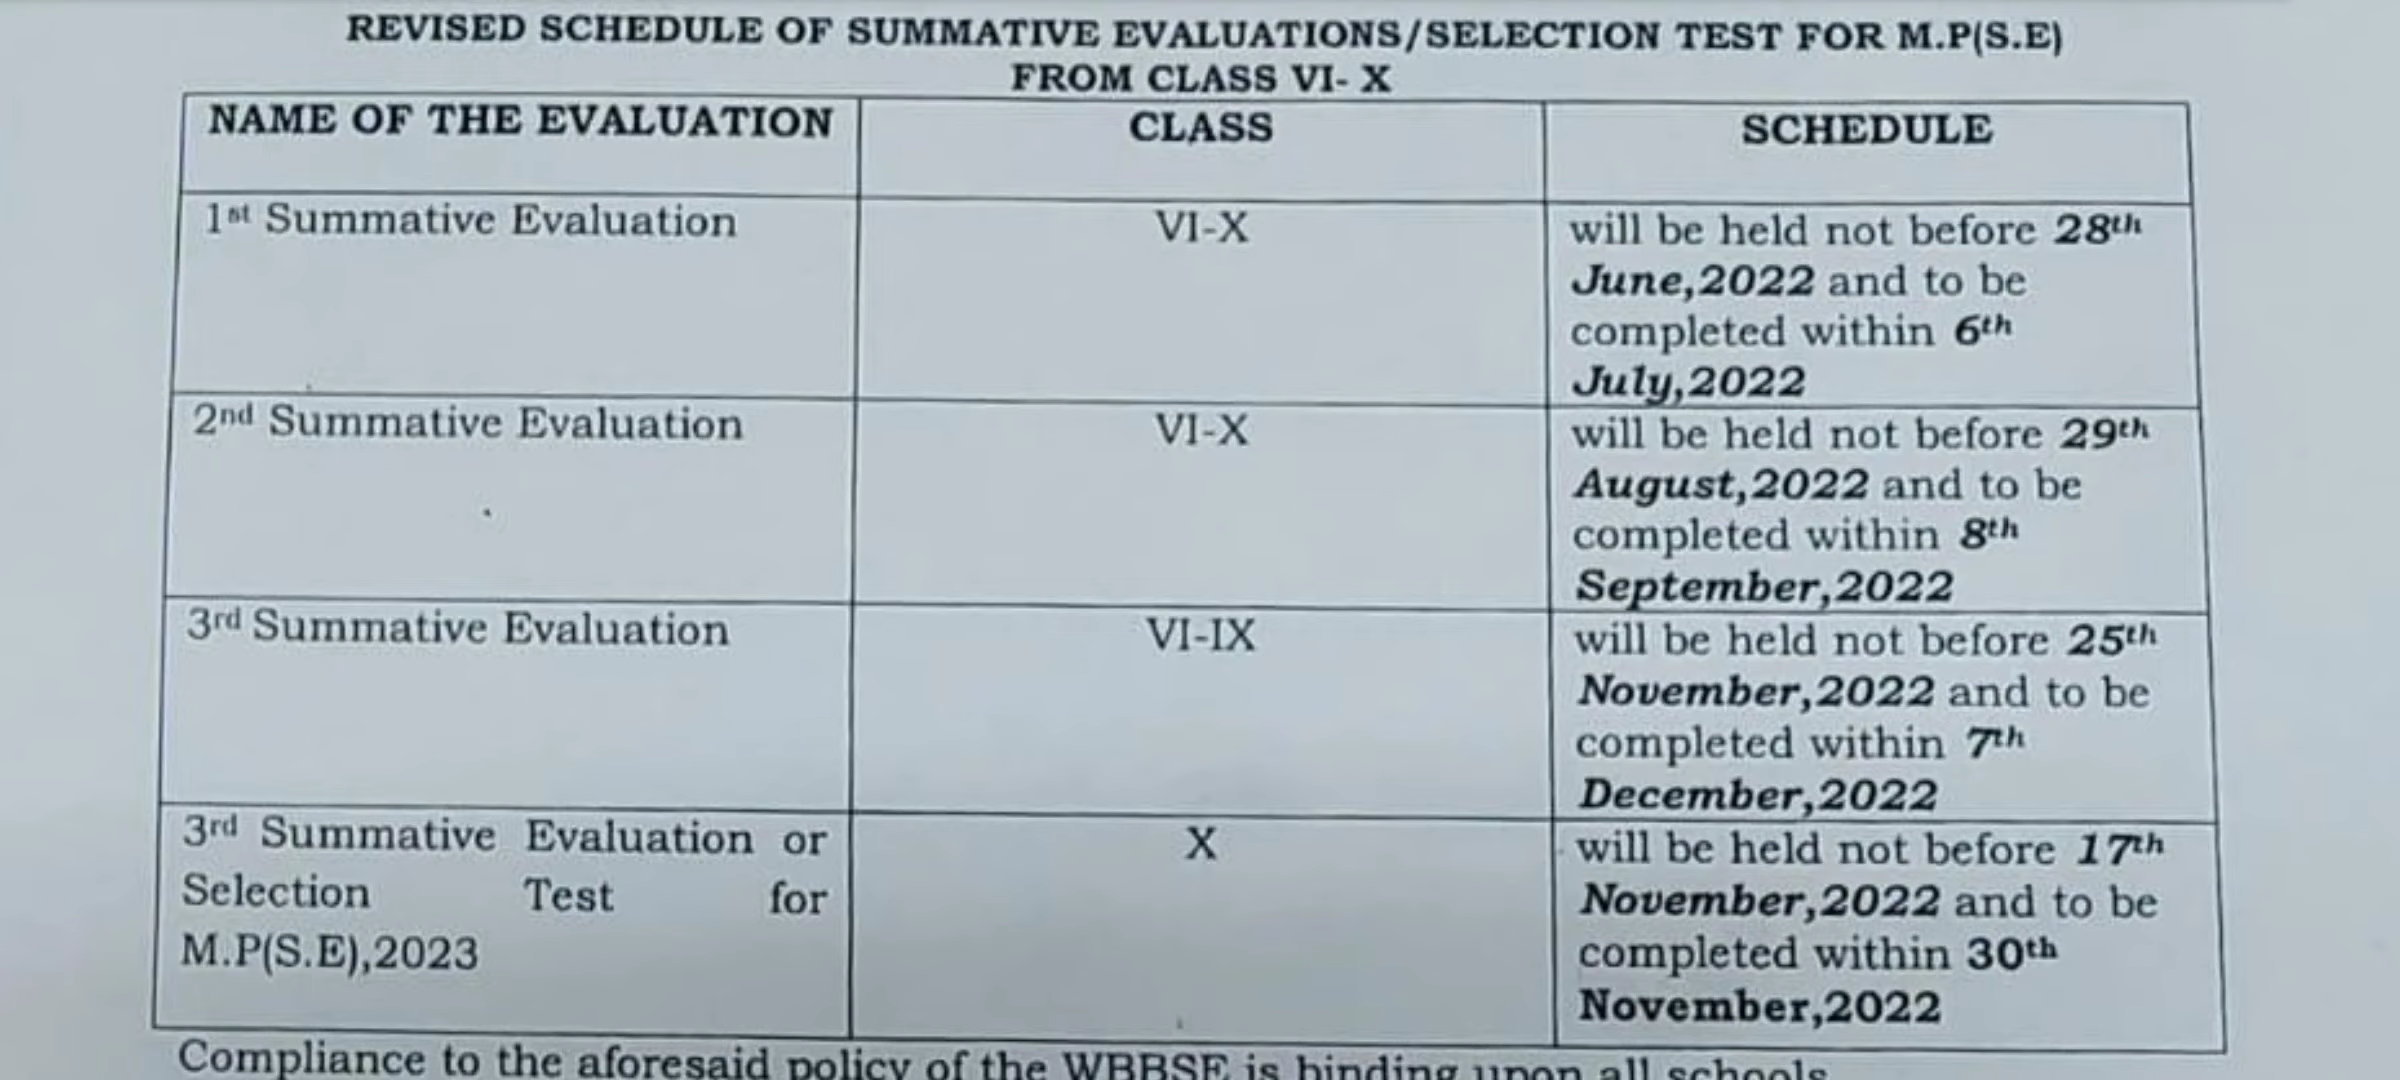 REVISED SCHEDULE OF SUMMATIVE EVALUATIONS/SELECTION TEST FOR M.P(S.E)
FROM CLASS VI- X
NAME OF THE EVALUATION
CLASS
SCHEDULE
1st Summative Evaluation
VI-X
will be held not before 28th
June,2022 and to be
completed within 6th
July,2022
2nd Summative Evaluation
VI-X
will be held not before 29th
August,2022 and to be
completed within 8th
September,2022
3rd Summative Evaluation
VI-IX
will be held not before 25th
November,2022 and to be
completed within 7th
December,2022
3rd Summative Evaluation or
Selection Test for
M.P(S.E),2023
X
will be held not before 17th
November,2022 and to be
completed within 30th
November,2022
Compliance to the aforesaid policy of the WBBSE is binding upon all schools